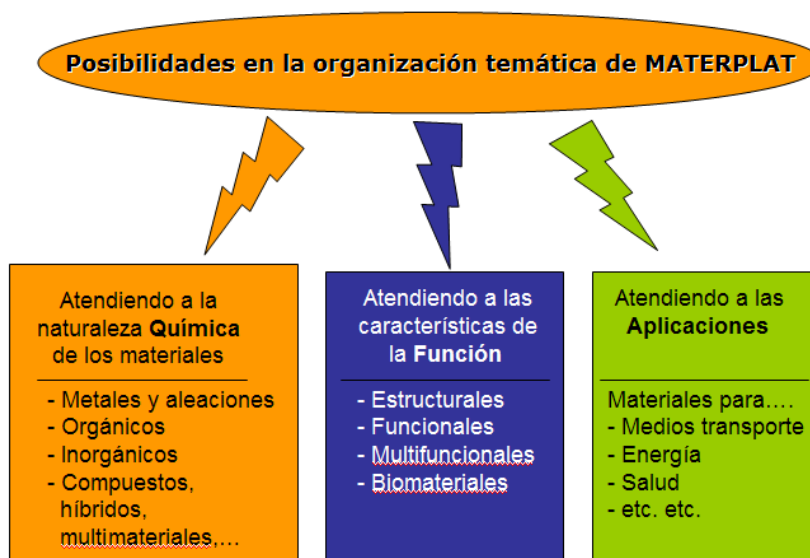 Posibilidades en la organización temática de MATERPLAT
Atendiendo a la
naturaleza Química
de los materiales
- Metales y aleaciones
- Orgánicos
- Inorgánicos
- Compuestos,
híbridos,
multimateriales,...
Atendiendo a las
características de
la Función
- Estructurales
- Funcionales
- Multifuncionales
- Biomateriales
Atendiendo a las
Aplicaciones
Materiales para....
- Medios transporte
- Energía
- Salud
- etc. etc.